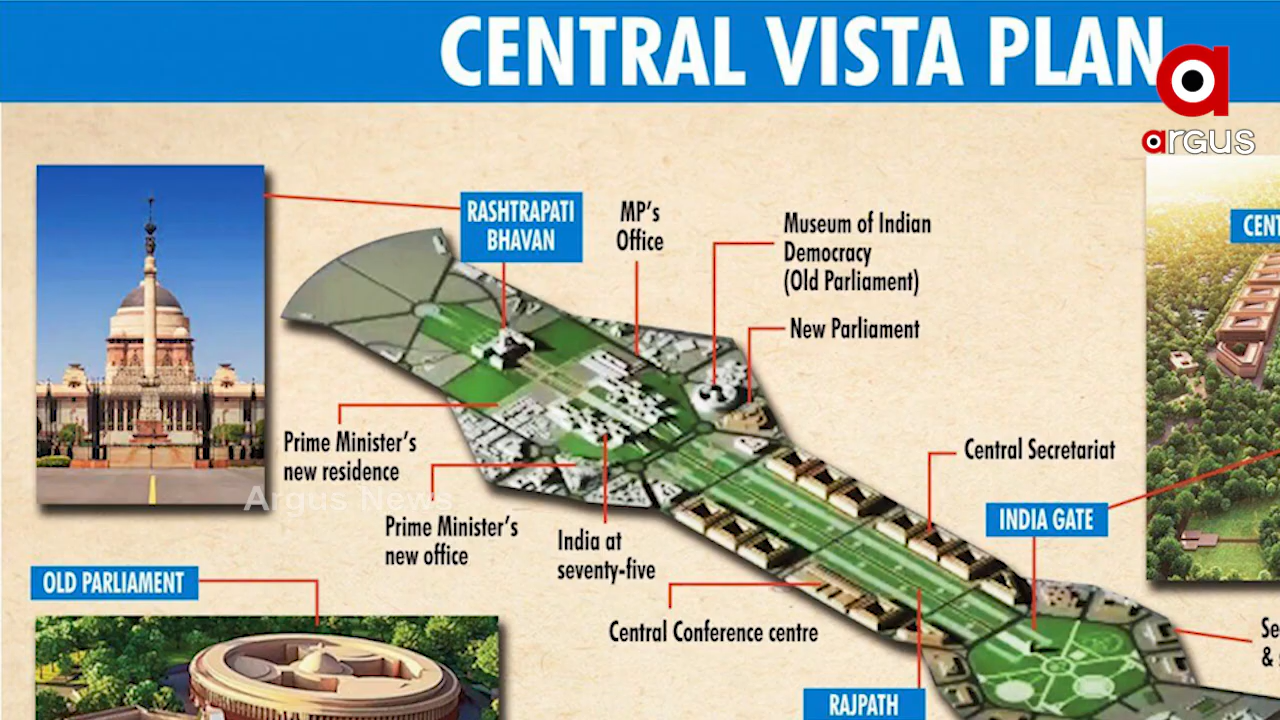 CENTRAL VISTA PLAN
argus
RASHTRAPATI
BHAVAN
MP's
Office
Museum of Indian
Democracy
(Old Parliament)
New Parliament
Prime Minister's
new residence
Argus News
Prime Minister's
new office
India at
seventy-five
Central Secretariat
INDIA GATE
OLD PARLIAMENT
Central Conference centre
RAJPATH